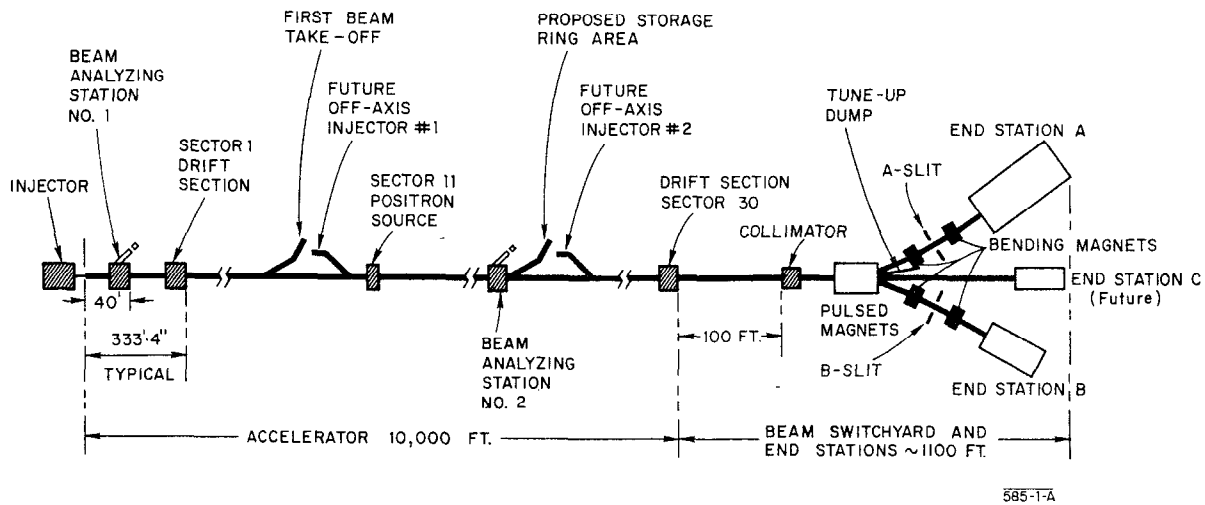 FIRST BEAM
TAKE-OFF
PROPOSED STORAGE
RING AREA
BEAM
ANALYZING
STATION
NO. 1
FUTURE
OFF-AXIS
INJECTOR #1
FUTURE
OFF-AXIS
INJECTOR #2
TUNE-UP
DUMP
END STATION A
SECTOR 1
DRIFT
SECTION
A-SLIT
INJECTOR
SECTOR 11
POSITRON
SOURCE
DRIFT SECTION
SECTOR 30
COLLIMATOR
BENDING MAGNETS
END STATION C
(Future)
40'
PULSED
MAGNETS
333'-4"
TYPICAL
100 FT.
BEAM
ANALYZING
STATION
NO. 2
B-SLIT
END STATION B
ACCELERATOR 10,000 FT.
BEAM SWITCHYARD AND
END STATIONS ~1100 FT.
585-1-A